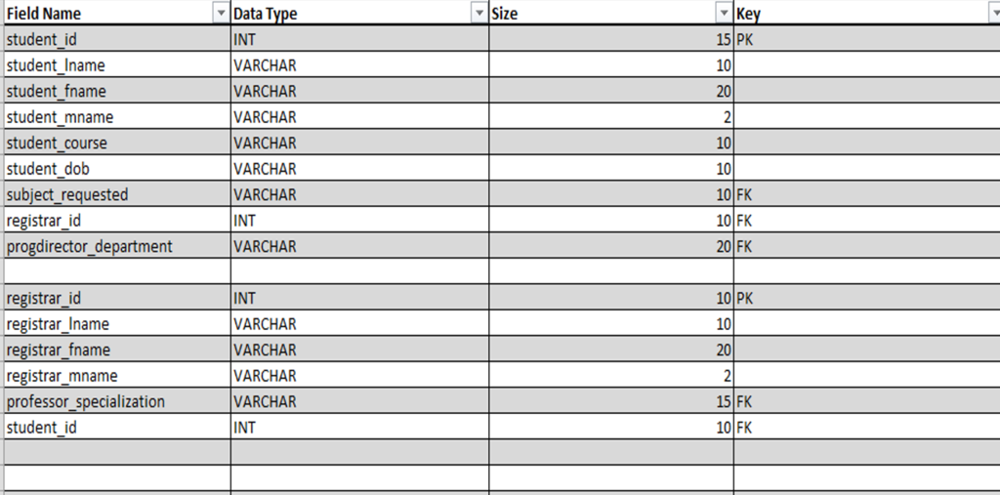 Field Name Data Type Size Key
student_id INT 15 PK
student_lname VARCHAR 10
student_fname VARCHAR 20
student_mname VARCHAR 2
student_course VARCHAR 10
student_dob VARCHAR 10
subject_requested VARCHAR 10 FK
registrar_id INT 10 FK
progdirector_department VARCHAR 20 FK
registrar_id INT 10 PK
registrar_lname VARCHAR 10
registrar_fname VARCHAR 20
registrar_mname VARCHAR 2
professor_specialization VARCHAR 15 FK
student_id INT 10 FK